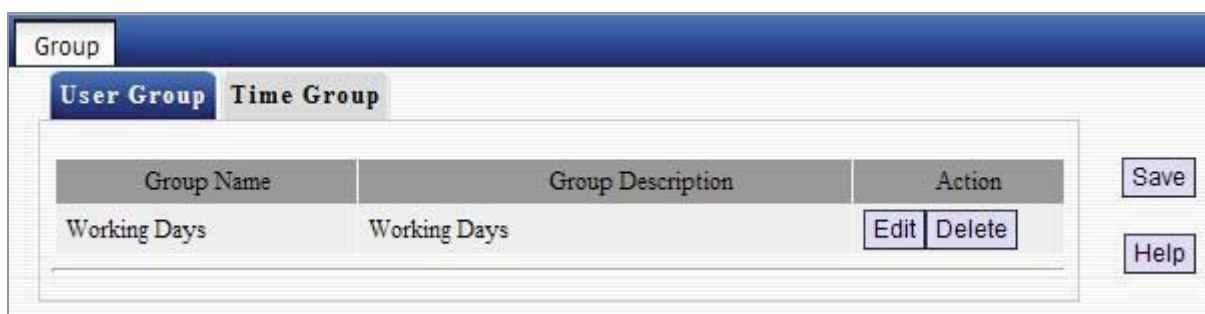 Group
User Group Time Group
Group Name Group Description Action
Save
Working Days Working Days Edit Delete
Help